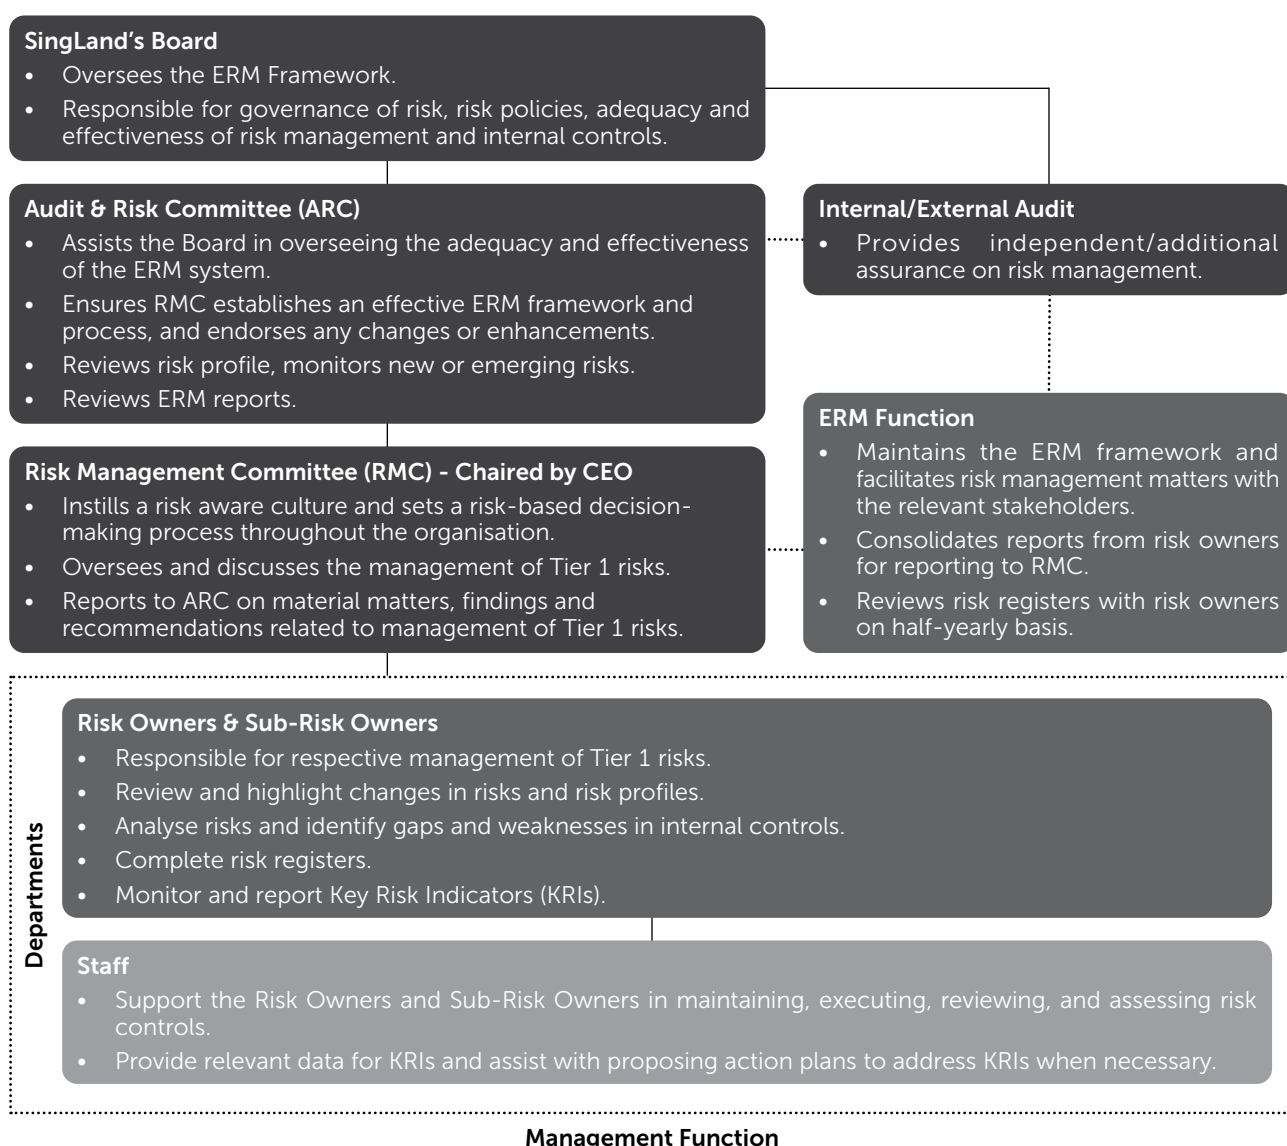 SingLand's Board
• Oversees the ERM Framework.
• Responsible for governance of risk, risk policies, adequacy and
effectiveness of risk management and internal controls.
Audit & Risk Committee (ARC)
• Assists the Board in overseeing the adequacy and effectiveness
of the ERM system.
• Ensures RMC establishes an effective ERM framework and
process, and endorses any changes or enhancements.
• Reviews risk profile, monitors new or emerging risks.
• Reviews ERM reports.
Internal/External Audit
• Provides independent/additional
assurance on risk management.
Risk Management Committee (RMC) - Chaired by CEO
• Instills a risk aware culture and sets a risk-based decision-
making process throughout the organisation.
• Oversees and discusses the management of Tier 1 risks.
• Reports to ARC on material matters, findings and
recommendations related to management of Tier 1 risks.
ERM Function
• Maintains the ERM framework and
facilitates risk management matters with
the relevant stakeholders.
• Consolidates reports from risk owners
for reporting to RMC.
• Reviews risk registers with risk owners
on half-yearly basis.
Departments
Risk Owners & Sub-Risk Owners
• Responsible for respective management of Tier 1 risks.
• Review and highlight changes in risks and risk profiles.
• Analyse risks and identify gaps and weaknesses in internal controls.
• Complete risk registers.
• Monitor and report Key Risk Indicators (KRIs).
Staff
• Support the Risk Owners and Sub-Risk Owners in maintaining, executing, reviewing, and assessing risk
controls.
• Provide relevant data for KRIs and assist with proposing action plans to address KRIs when necessary.
Management Function